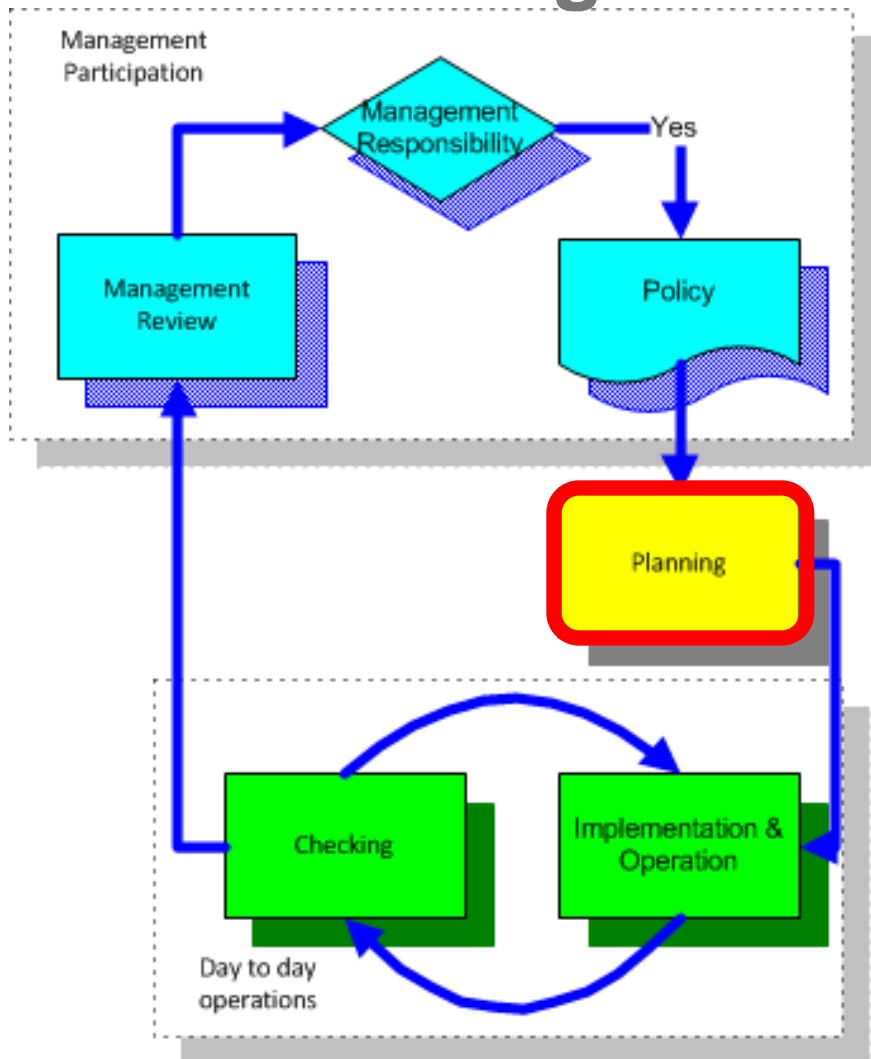 Management
Participation
Management
Responsibility
Yes
Management
Review
Policy
Planning
Checking
Implementation &
Operation
Day to day
operations